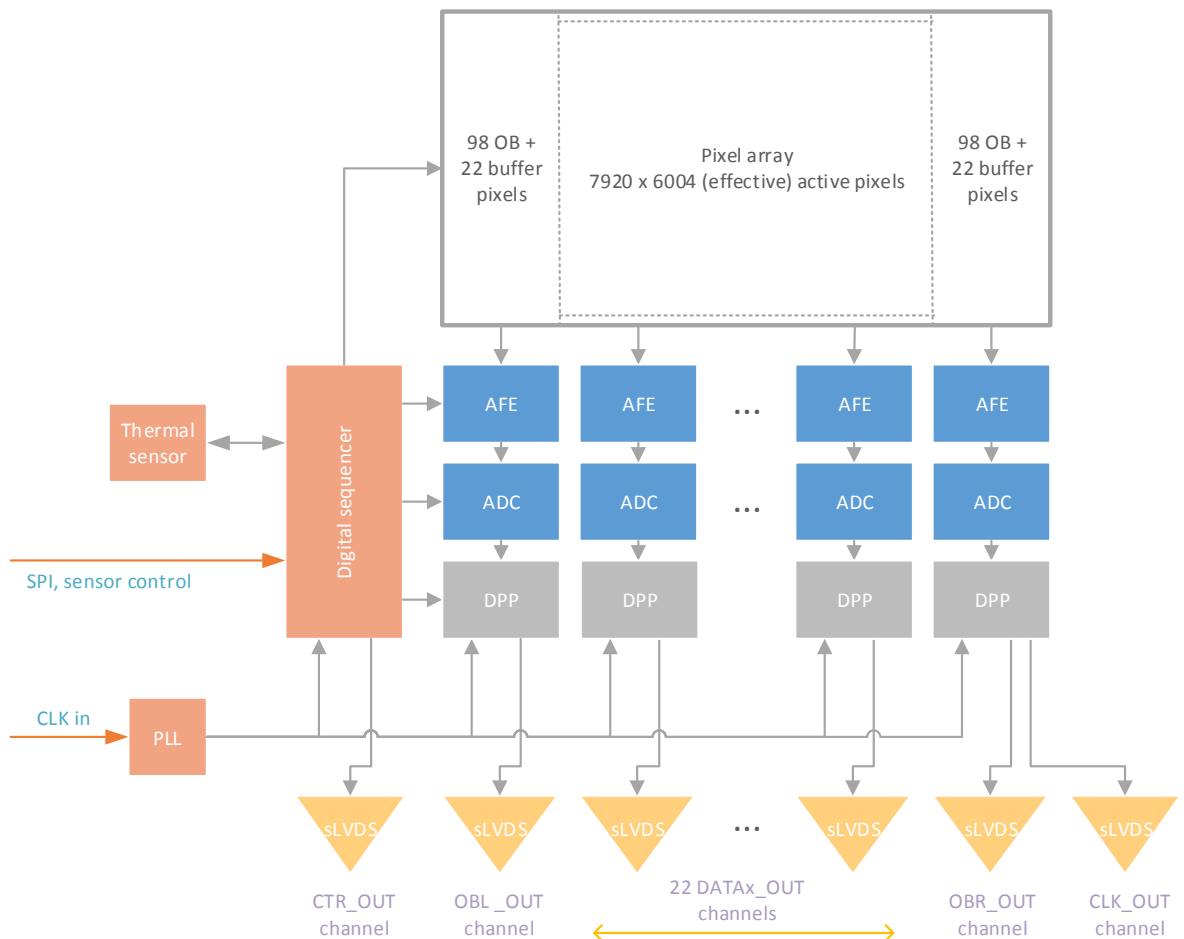 98 OB +
22 buffer
pixels
Pixel array
7920 x 6004 (effective) active pixels
98 OB +
22 buffer
pixels
AFE
AFE
...
AFE
AFE
Thermal
sensor
Digital sequencer
ADC
ADC
...
ADC
ADC
SPI, sensor control
DPP
DPP
DPP
DPP
CLK in
PLL
sLVDS
sLVDS
sLVDS
...
sLVDS
sLVDS
sLVDS
CTR_OUT
channel
OBL _OUT
channel
22 DATAx_OUT
channels
OBR_OUT
channel
CLK_OUT
channel